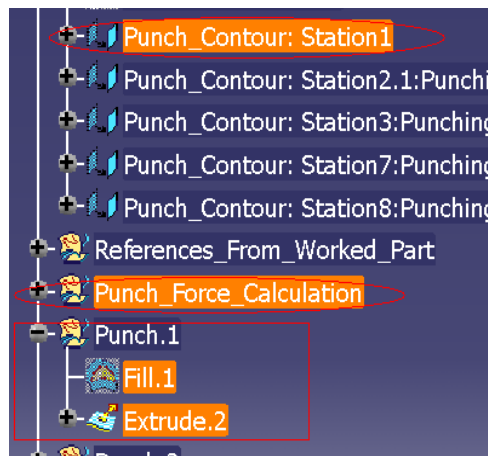 Punch_Contour: Station1
Punch_Contour: Station2.1:Punchi
Punch_Contour: Station3:Punching
Punch_Contour: Station7:Punching
Punch_Contour: Station8:Punching
References_From_Worked_Part
Punch_Force_Calculation
Punch.1
Fill.1
Extrude.2